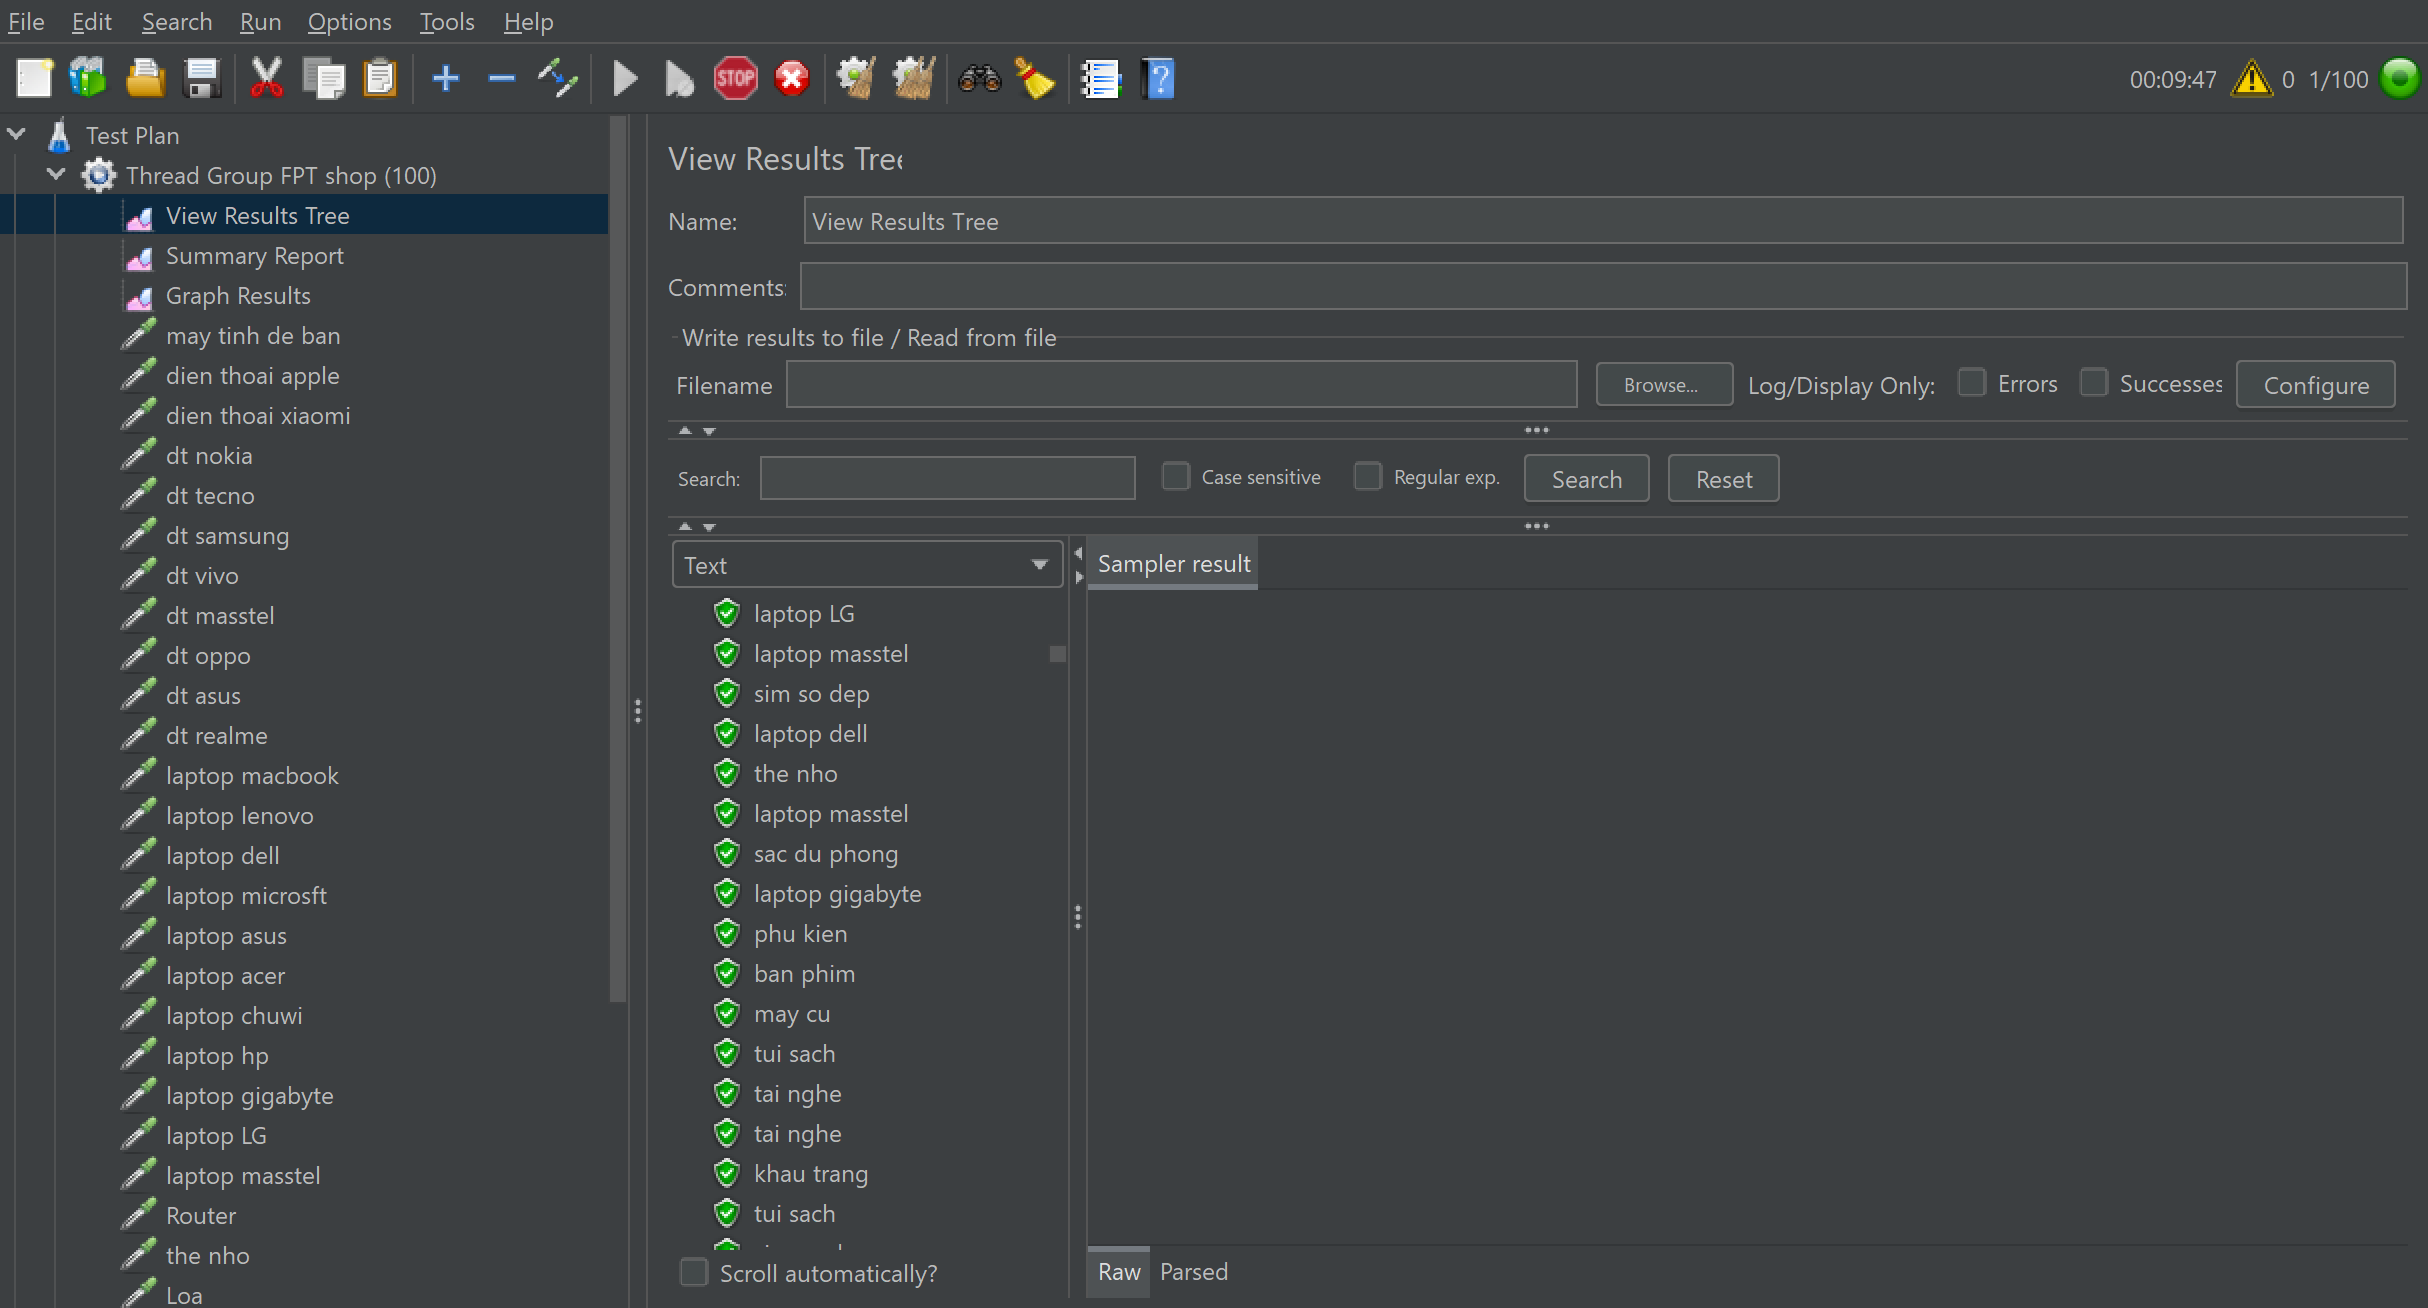 File Edit Search Run Options Tools Help
STOP
00:09:47 0 1/100
Test Plan
Thread Group FPT shop (100)
View Results Tree
Summary Report
Graph Results
may tinh de ban
dien thoai apple
dien thoai xiaomi
dt nokia
dt tecno
dt samsung
dt vivo
dt masstel
dt oppo
dt asus
dt realme
laptop macbook
laptop lenovo
laptop dell
laptop microsft
laptop asus
laptop acer
laptop chuwi
laptop hp
laptop gigabyte
laptop LG
laptop masstel
Router
the nho
Loa
View Results Tree
Name: View Results Tree
Comments:
Write results to file / Read from file
Filename Browse... Log/Display Only: Errors Successes Configure
Search: Case sensitive Regular exp. Search Reset
Text
laptop LG
laptop masstel
sim so dep
laptop dell
the nho
laptop masstel
sac du phong
laptop gigabyte
phu kien
ban phim
may cu
tui sach
tai nghe
tai nghe
khau trang
tui sach
Scroll automatically?
Sampler result
Raw Parsed